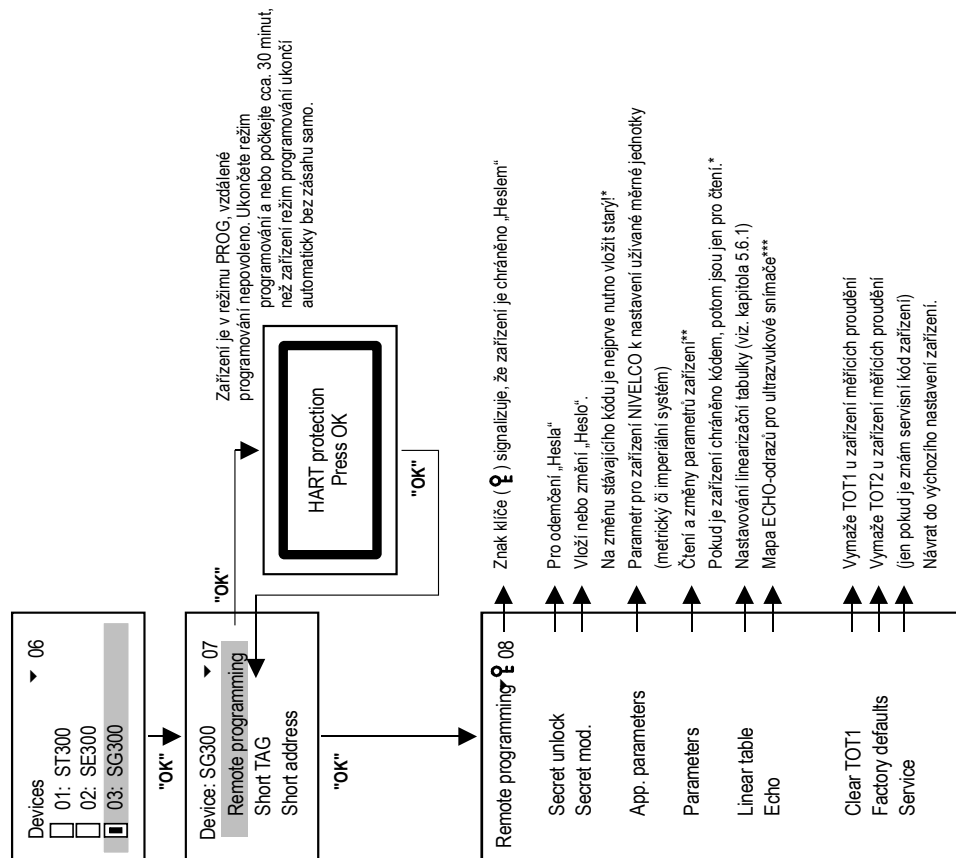 Devices ▼ 06
01: ST300
02: SE300
03: SG300
"OK"
Device: SG300 ▼ 07
Remote programming
Short TAG
Short address
"OK"
Zařízení je v režimu PROG, vzdálené
programování nepovoleno. Ukončete režim
programování a nebo počkejte cca. 30 minut,
než zařízení režim programování ukončí
automaticky bez zásahu samo.
HART protection
Press OK
"OK"
"OK"
Remote programming 08
Secret unlock
Secret mod.
App. parameters
Parameters
Linear table
Echo
Clear TOT1
Factory defaults
Service
Znak klíče ( ) signalizuje, že zařízení je chráněno „Heslem“
Pro odemčení „Hesla“
Vloží nebo změní „Heslo“.
Na změnu stávajícího kódu je nejprve nutno vložit starý!*
Parametr pro zařízení NIVELCO k nastavení užívané měrné jednotky
(metrický či imperiální systém)
Čtení a změny parametrů zařízení**
Pokud je zařízení chráněno kódem, potom jsou jen pro čtení.*
Nastavování linearizační tabulky (viz. kapitola 5.6.1)
Mapa ECHO-odrazů pro ultrazvukové snímače***
Vymaže TOT1 u zařízení měřících proudění
Vymaže TOT2 u zařízení měřících proudění
(jen pokud je znám servisní kód zařízení)
Návrat do výchozího nastavení zařízení.